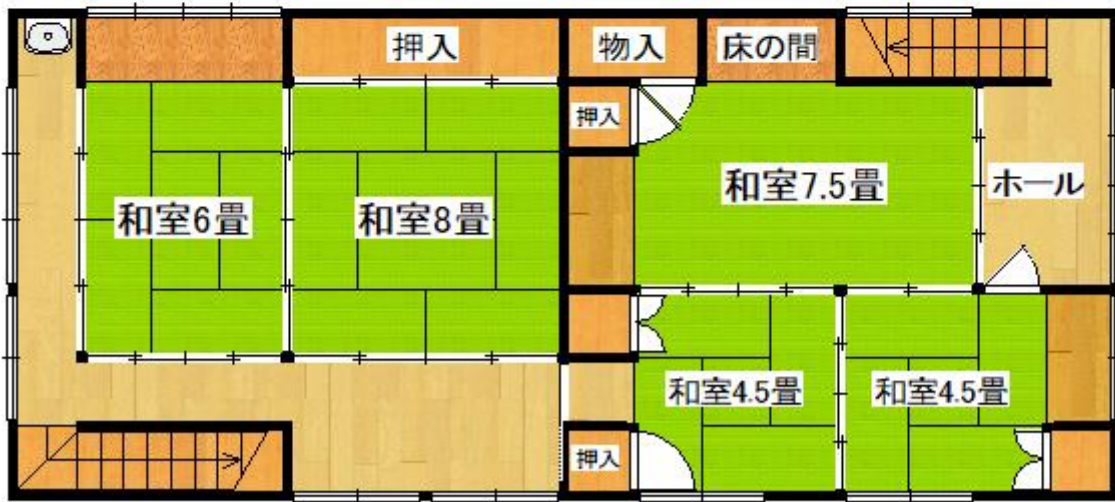 押入
物入
床の間
押入
和室7.5畳
ホール
和室6畳
和室8畳
和室4.5畳
和室4.5畳
押入